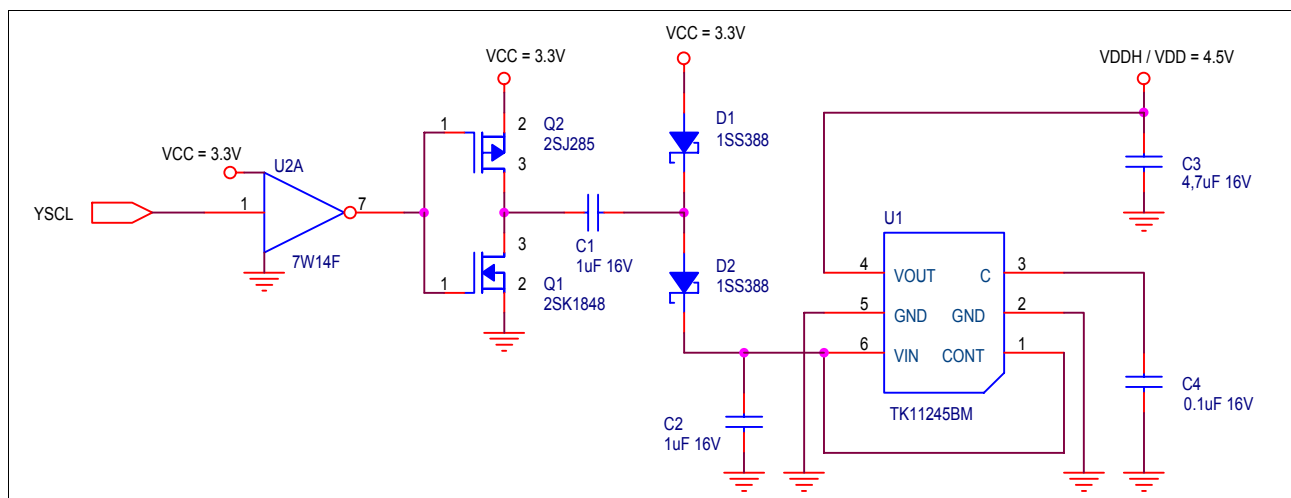 VCC = 3.3V
VCC = 3.3V
VDDH / VDD = 4.5V
D1
1SS388
Q2
2SJ285
1
2
3
C3
4,7uF 16V
VCC = 3.3V
U2A
YSCL
1
7
7W14F
C1
1uF 16V
U1
3
1
2
Q1
2SK1848
D2
1SS388
4
VOUT
C
3
5
GND
GND
2
6
VIN
CONT
1
TK11245BM
C4
0.1uF 16V
C2
1uF 16V